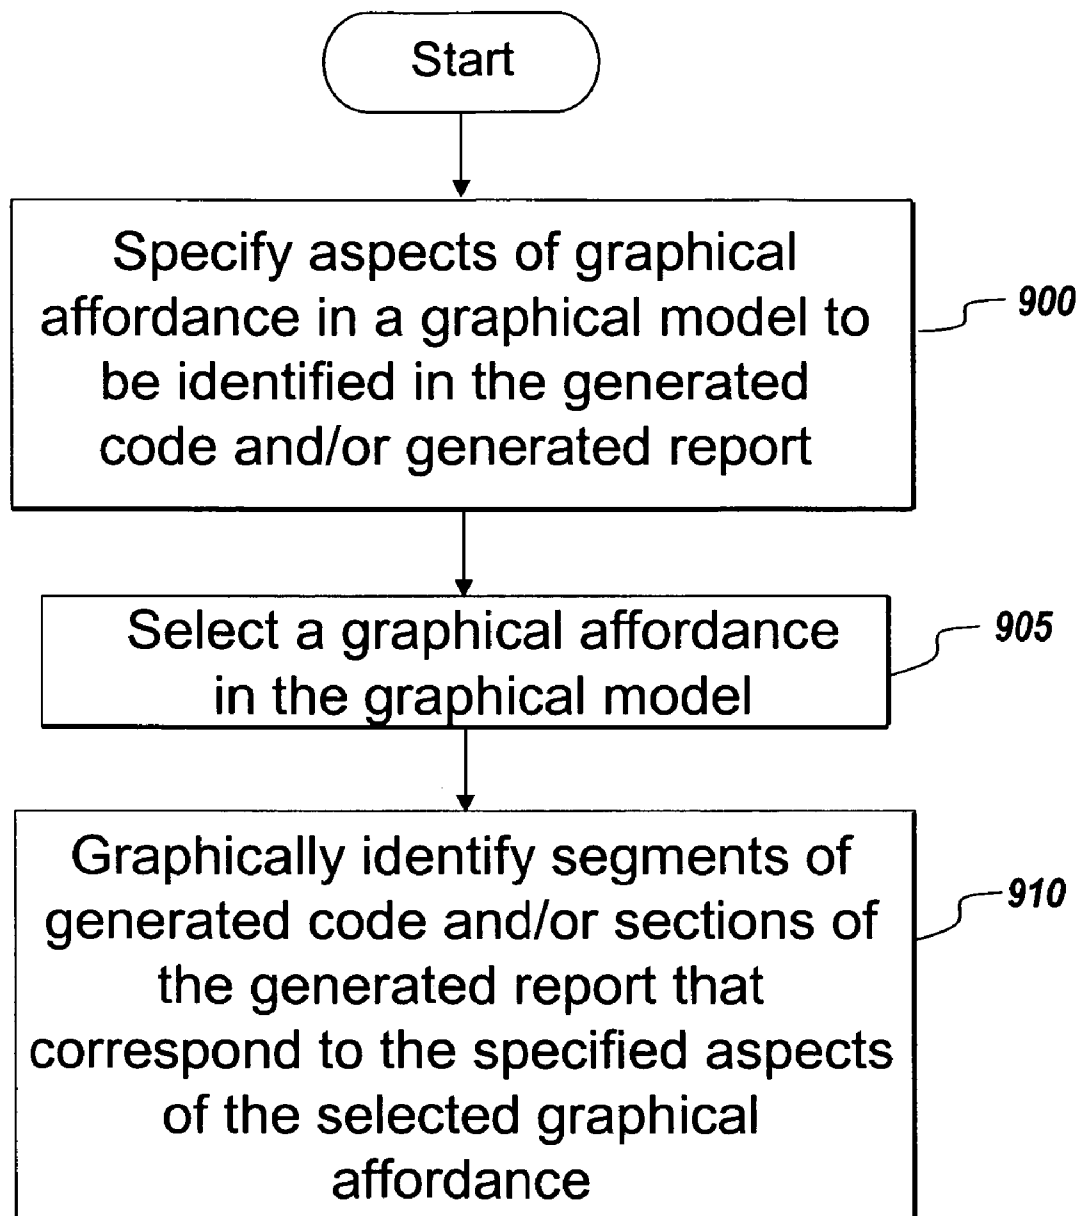 Start
Specify aspects of graphical
affordance in a graphical model to
be identified in the generated
code and/or generated report
900
Select a graphical affordance
in the graphical model
905
Graphically identify segments of
generated code and/or sections of
the generated report that
correspond to the specified aspects
of the selected graphical
affordance
910